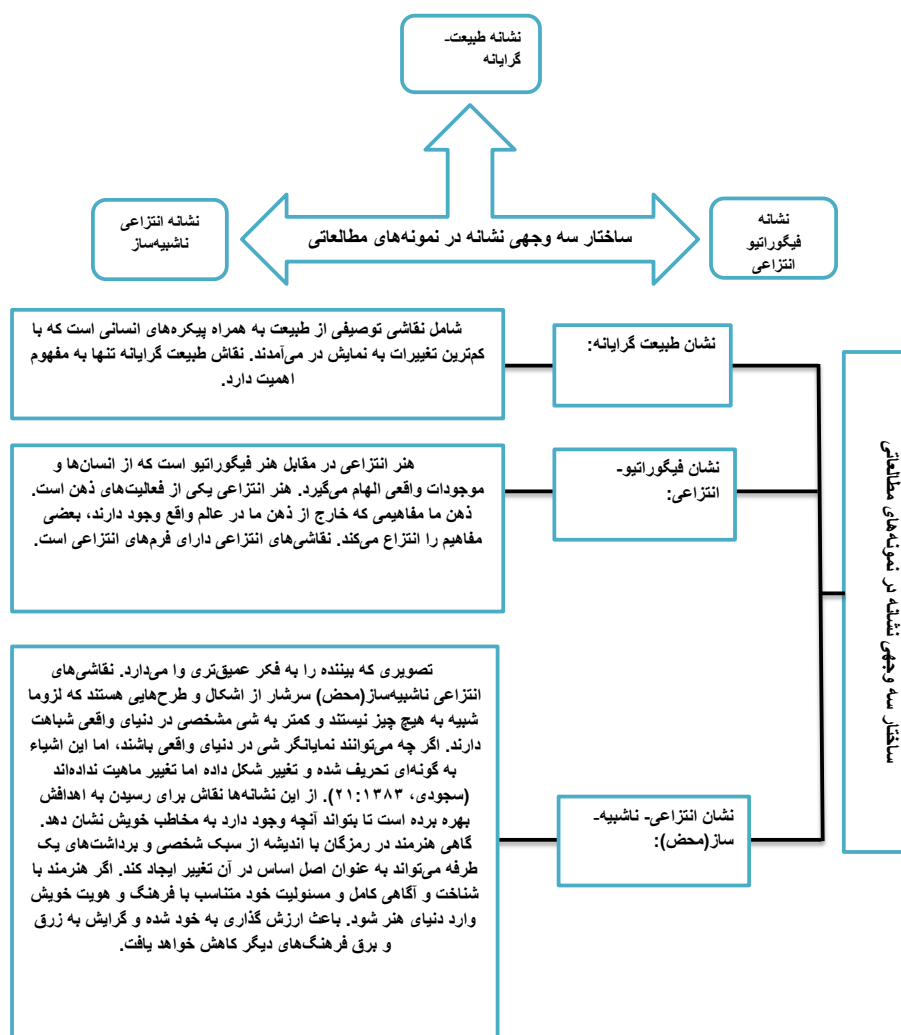 نشانه طبیعت-
گرایانه
نشانه
فیگوراتیو
انتزاعی
ساختار سه وجهی نشانه در نمونه‌های مطالعاتی
نشانه انتزاعی
ناشبیه‌ساز
ساختار سه وجهی نشانه در نمونه‌های مطالعاتی
نشان طبیعت گرایانه:
شامل نقاشی توصیفی از طبیعت به همراه پیکره‌های انسانی است که با
کم‌ترین تغییرات به نمایش در می‌آمدند. نقاش طبیعت گرایانه تنها به مفهوم
اهمیت دارد.
نشان فیگوراتیو-
انتزاعی:
هنر انتزاعی در مقابل هنر فیگوراتیو است که از انسان‌ها و
موجودات واقعی الهام می‌گیرد. هنر انتزاعی یکی از فعالیت‌های ذهن است.
ذهن ما مفاهیمی که خارج از ذهن ما در عالم واقع وجود دارند، بعضی
مفاهیم را انتزاع می‌کند. نقاشی‌های انتزاعی دارای فرم‌های انتزاعی است.
نشان انتزاعی- ناشبیه-
ساز(محض):
تصویری که بیننده را به فکر عمیق‌تری وا می‌دارد. نقاشی‌های
انتزاعی ناشبیه‌ساز(محض) سرشار از اشکال و طرح‌هایی هستند که لزوما
شبیه به هیچ چیز نیستند و کمتر به شی مشخصی در دنیای واقعی شباهت
دارند. اگر چه می‌توانند نمایانگر شی در دنیای واقعی باشند، اما این اشیاء
به گونه‌ای تحریف شده و تغییر شکل داده اما تغییر ماهیت نداده‌اند
(سجودی، ۲۱:۱۳۸۳). از این نشانه‌ها نقاش برای رسیدن به اهدافش
بهره برده است تا بتواند آنچه وجود دارد به مخاطب خویش نشان دهد.
گاهی هنرمند در رمزگان با اندیشه از سبک شخصی و برداشت‌های یک
طرفه می‌تواند به عنوان اصل اساس در آن تغییر ایجاد کند. اگر هنرمند با
شناخت و آگاهی کامل و مسئولیت خود متناسب با فرهنگ و هویت خویش
وارد دنیای هنر شود. باعث ارزش گذاری به خود شده و گرایش به زرق
و برق فرهنگ‌های دیگر کاهش خواهد یافت.